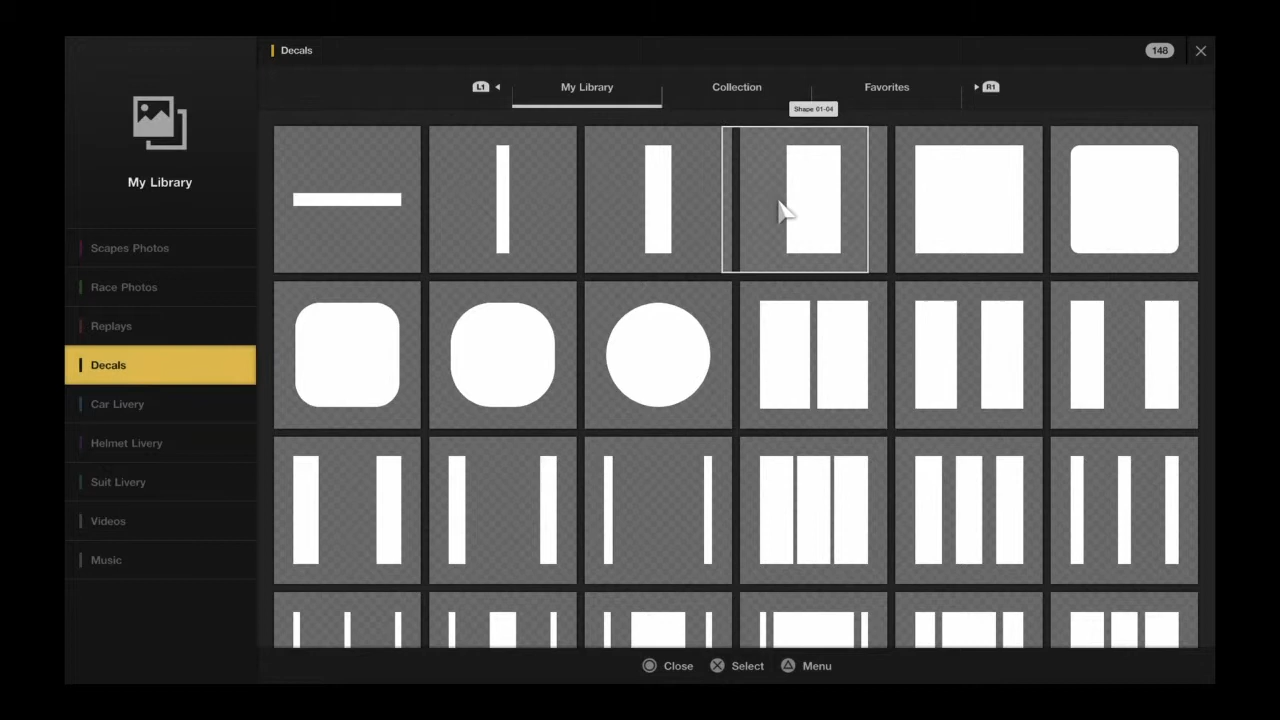 Decals
148
L1
My Library
Collection
Favorites
R1
Shape 01-04
My Library
Scapes Photos
Race Photos
Replays
Decals
Car Livery
Helmet Livery
Suit Livery
Videos
Music
Close
Select
Menu